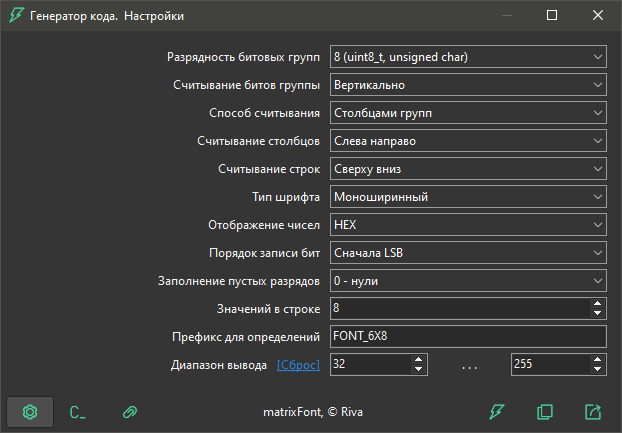 Генератор кода. Настройки
Разрядность битовых групп 8 (uint8_t, unsigned char)
Считывание битов группы Вертикально
Способ считывания Столбцами групп
Считывание столбцов Слева направо
Считывание строк Сверху вниз
Тип шрифта Моноширинный
Отображение чисел HEX
Порядок записи бит Сначала LSB
Заполнение пустых разрядов 0 - нули
Значений в строке 8
Префикс для определений FONT_6X8
Диапазон вывода [Сброс] 32 ... 255
C_ matrixFont, © Riva